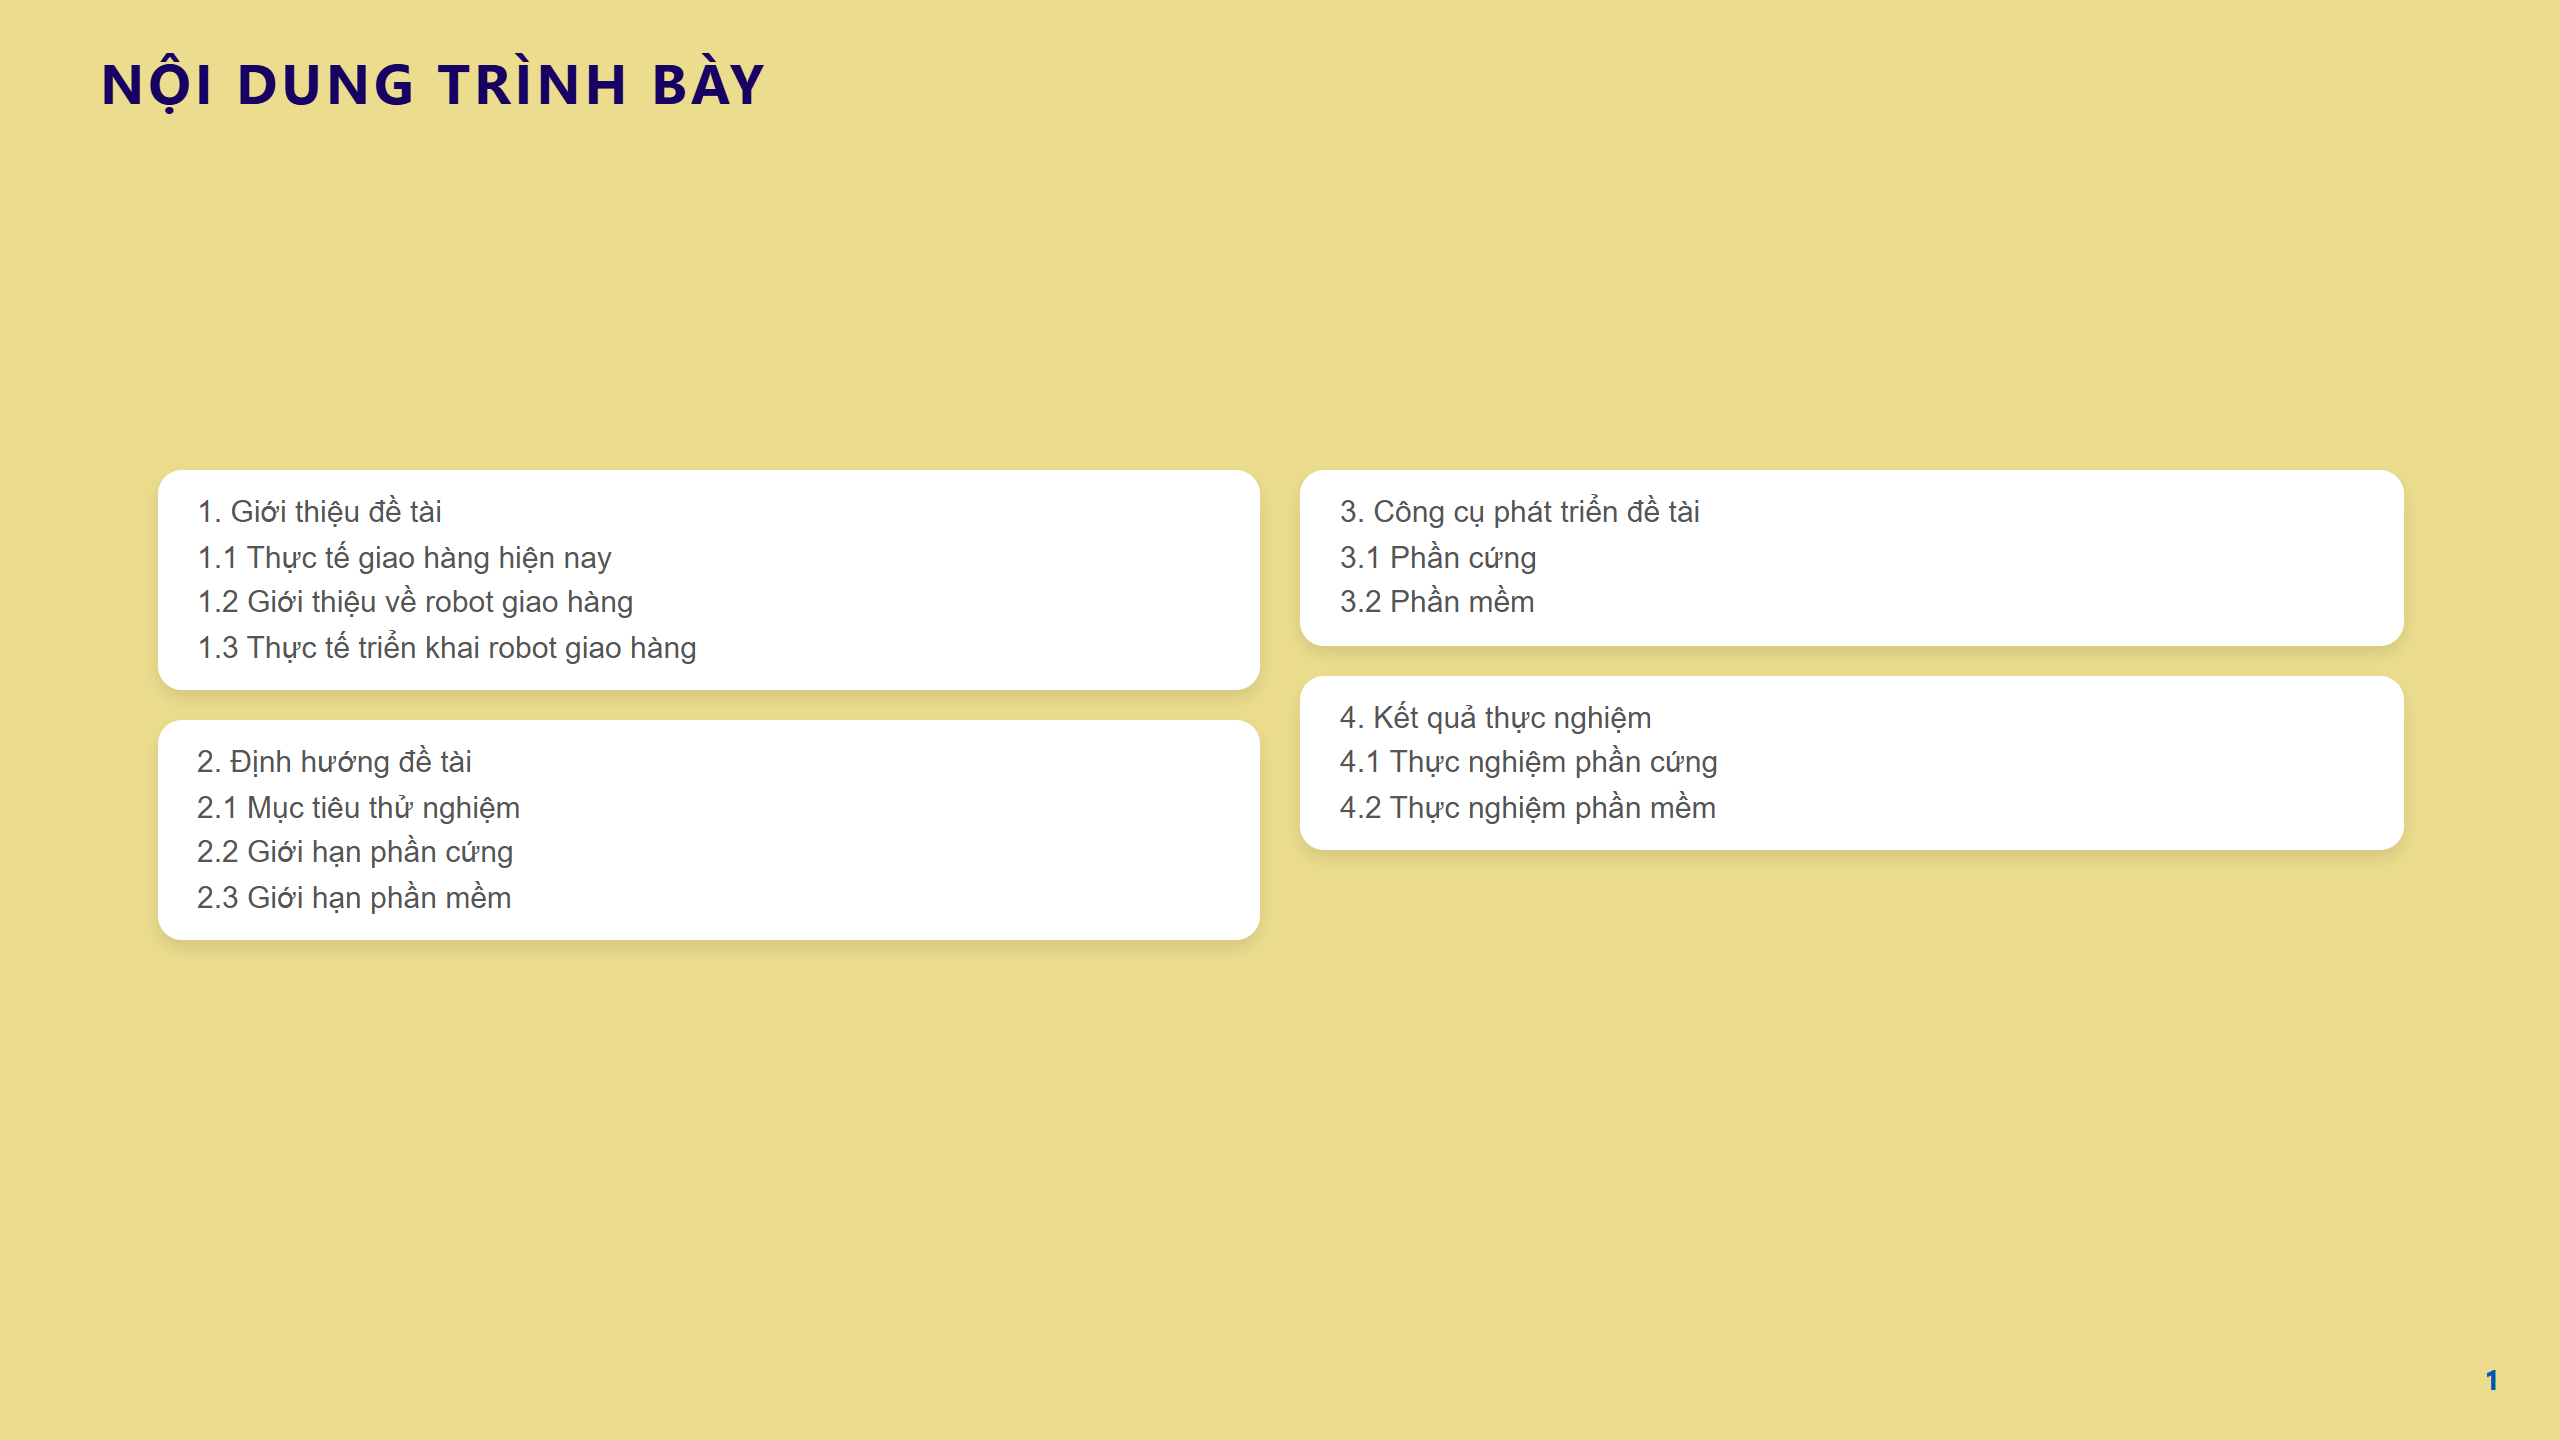 NỘI DUNG TRÌNH BÀY
1. Giới thiệu đề tài
1.1 Thực tế giao hàng hiện nay
1.2 Giới thiệu về robot giao hàng
1.3 Thực tế triển khai robot giao hàng
2. Định hướng đề tài
2.1 Mục tiêu thử nghiệm
2.2 Giới hạn phần cứng
2.3 Giới hạn phần mềm
3. Công cụ phát triển đề tài
3.1 Phần cứng
3.2 Phần mềm
4. Kết quả thực nghiệm
4.1 Thực nghiệm phần cứng
4.2 Thực nghiệm phần mềm
1